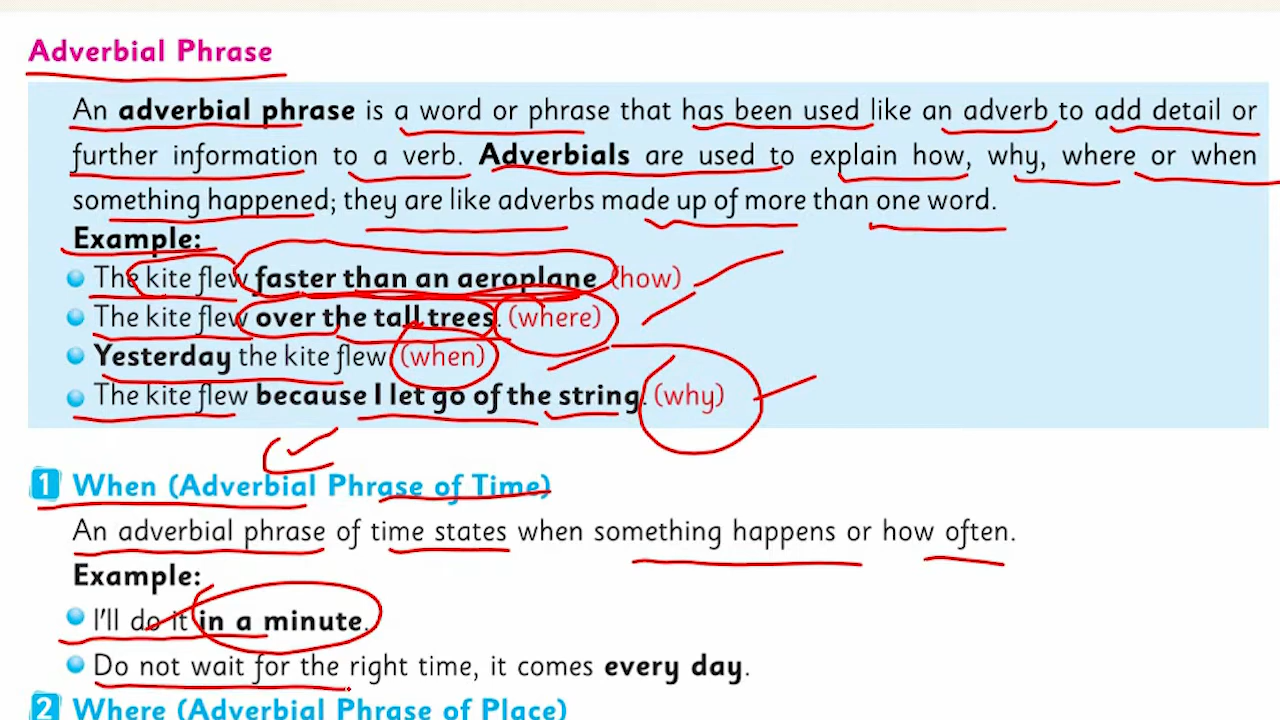 Adverbial Phrase
An adverbial phrase is a word or phrase that has been used like an adverb to add detail or
further information to a verb. Adverbials are used to explain how, why, where or when
something happened; they are like adverbs made up of more than one word.
Example:
The kite flew faster than an aeroplane (how)
The kite flew over the tall trees. (where)
Yesterday the kite flew (when)
The kite flew because I let go of the string. (why)
1 When (Adverbial Phrase of Time)
An adverbial phrase of time states when something happens or how often.
Example:
I'll do it in a minute.
Do not wait for the right time, it comes every day.
2 Where (Adverbial Phrase of Place)